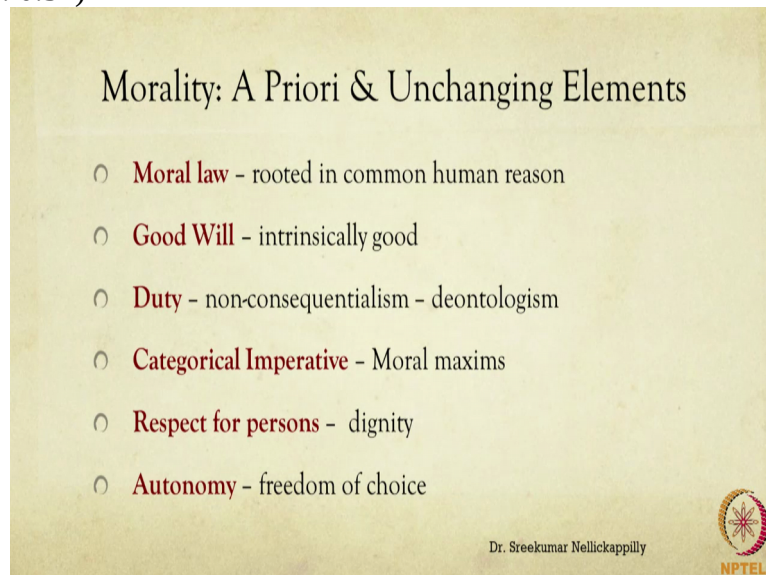 Morality: A Priori & Unchanging Elements
Moral law – rooted in common human reason
Good Will – intrinsically good
Duty – non-consequentialism – deontologism
Categorical Imperative – Moral maxims
Respect for persons – dignity
Autonomy – freedom of choice
Dr. Sreekumar Nellickappilly
NPTEL